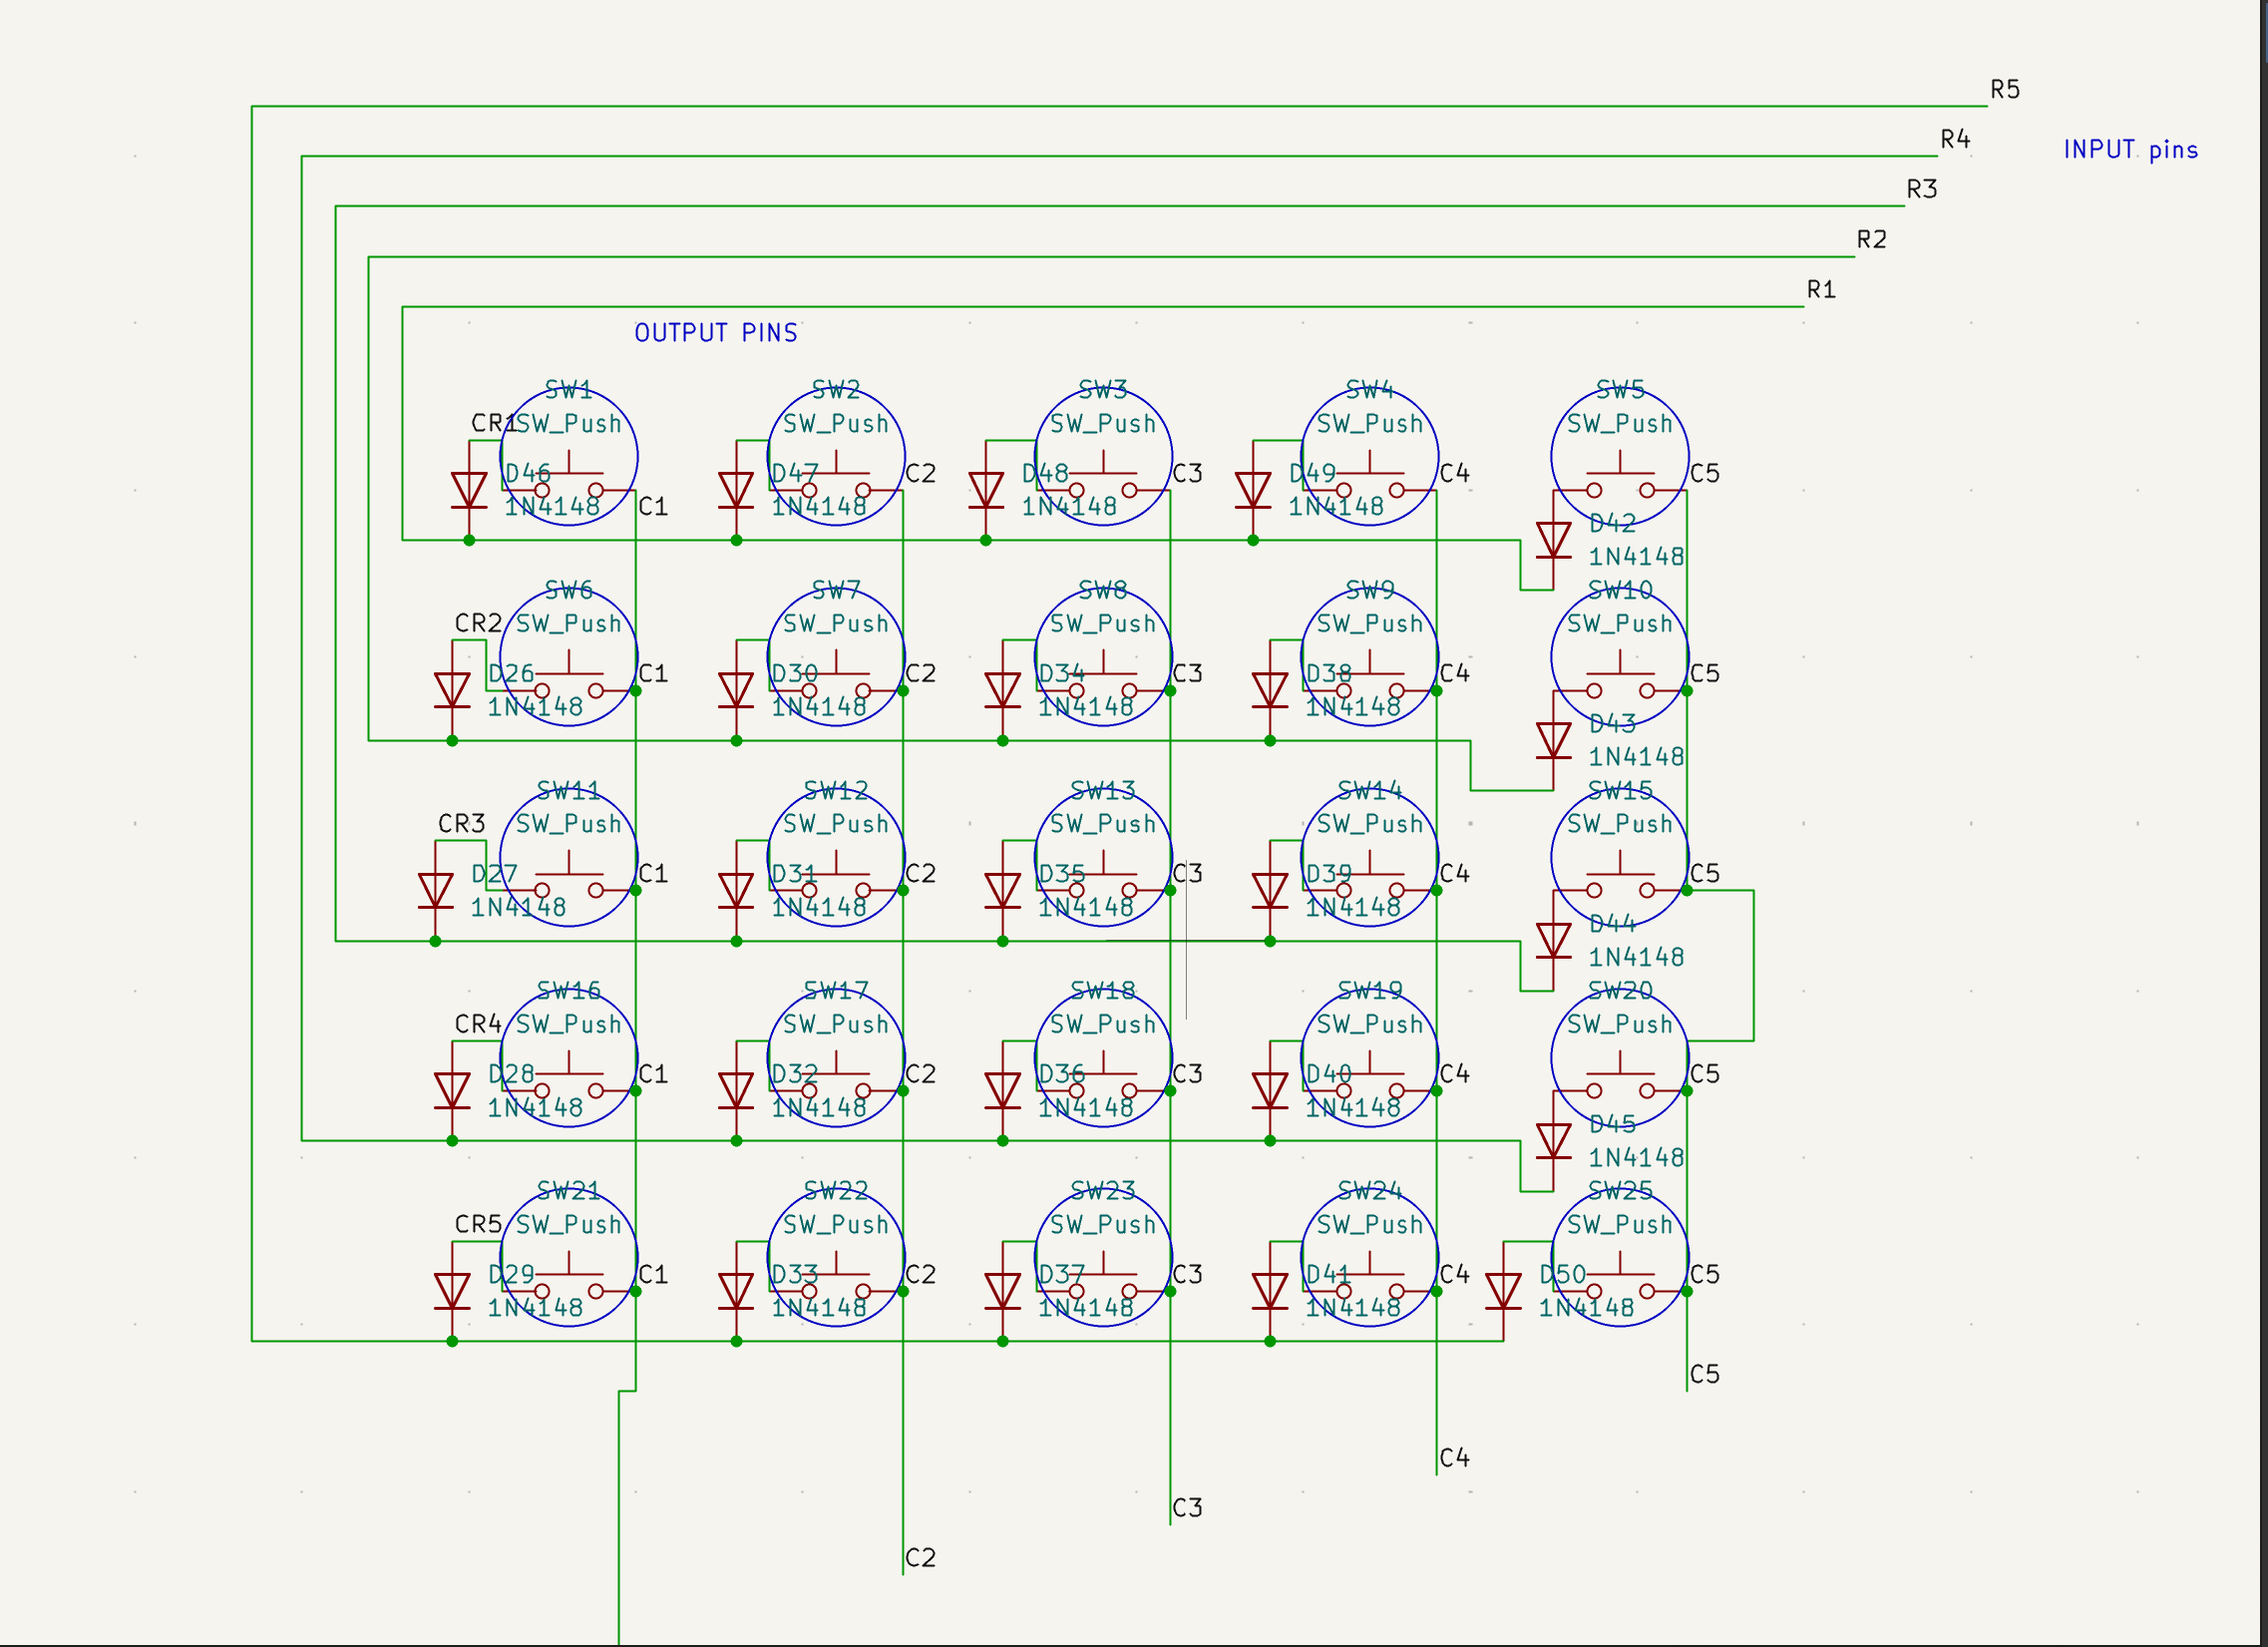 R5
R4
INPUT pins
R3
R2
R1
OUTPUT PINS
SW1
SW2
SW3
SW4
SW5
CR1
SW_Push
SW_Push
SW_Push
SW_Push
SW_Push
D46
D47
C2
D48
C3
D49
C4
C5
1N4148
C1
1N4148
1N4148
1N4148
D42
1N4148
SW6
SW7
SW8
SW9
SW10
CR2
SW_Push
SW_Push
SW_Push
SW_Push
SW_Push
D26
C1
D30
C2
D34
C3
D38
C4
C5
1N4148
1N4148
1N4148
1N4148
D43
1N4148
SW11
SW12
SW13
SW14
SW15
CR3
SW_Push
SW_Push
SW_Push
SW_Push
SW_Push
D27
C1
D31
C2
D35
C3
D39
C4
C5
1N4148
1N4148
1N4148
1N4148
D44
1N4148
SW16
SW17
SW18
SW19
SW20
CR4
SW_Push
SW_Push
SW_Push
SW_Push
SW_Push
D28
C1
D32
C2
D36
C3
D40
C4
C5
1N4148
1N4148
1N4148
1N4148
D45
1N4148
SW21
SW22
SW23
SW24
SW25
CR5
SW_Push
SW_Push
SW_Push
SW_Push
SW_Push
D29
C1
D33
C2
D37
C3
D41
C4
D50
C5
1N4148
1N4148
1N4148
1N4148
1N4148
C5
C4
C3
C2